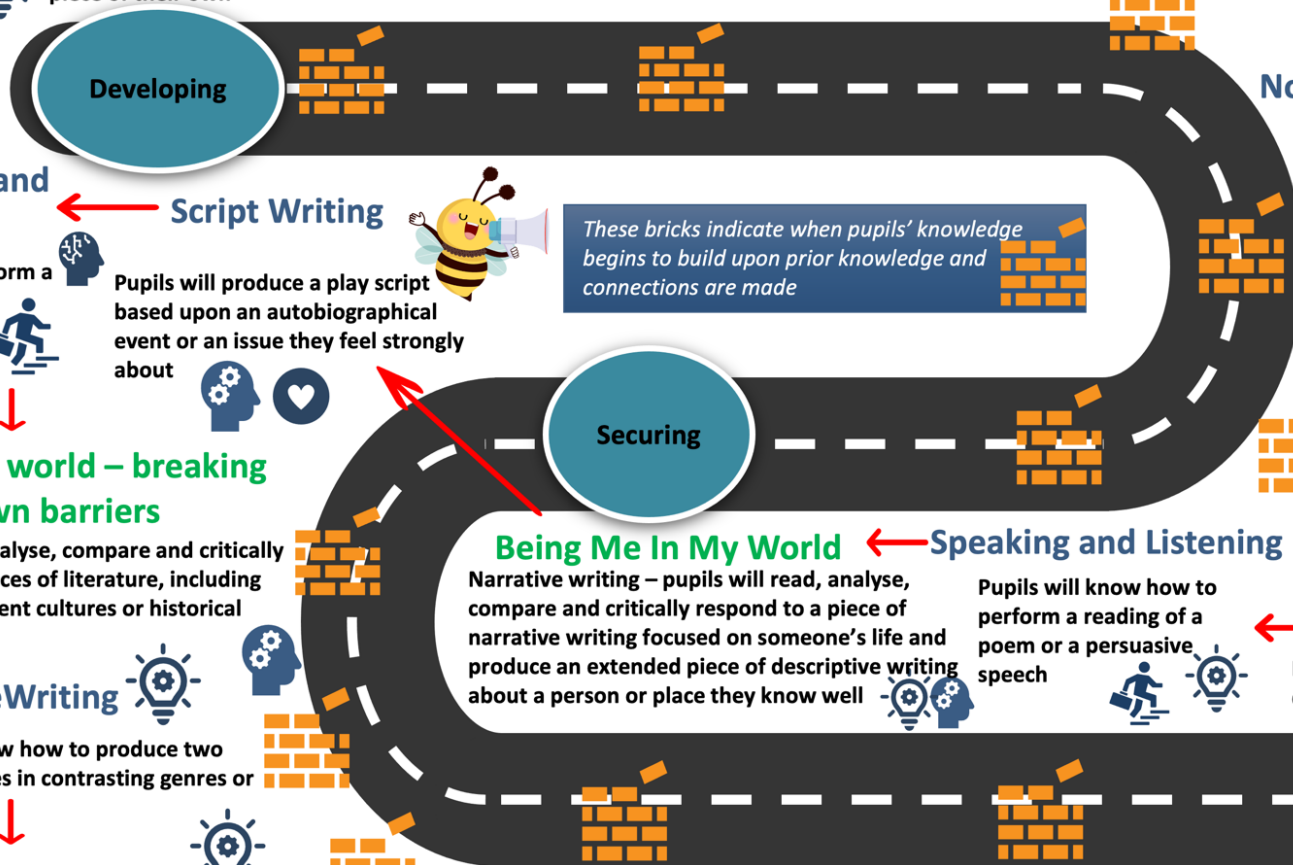 piece of their own
Developing
No
and
Script Writing
orm a
Pupils will produce a play script
based upon an autobiographical
event or an issue they feel strongly
about
These bricks indicate when pupils’ knowledge
begins to build upon prior knowledge and
connections are made
Securing
world – breaking
wn barriers
alyse, compare and critically
ces of literature, including
ent cultures or historical
Being Me In My World
Narrative writing – pupils will read, analyse,
compare and critically respond to a piece of
narrative writing focused on someone’s life and
produce an extended piece of descriptive writing
about a person or place they know well
Speaking and Listening
Pupils will know how to
perform a reading of a
poem or a persuasive
speech
eWriting
w how to produce two
es in contrasting genres or